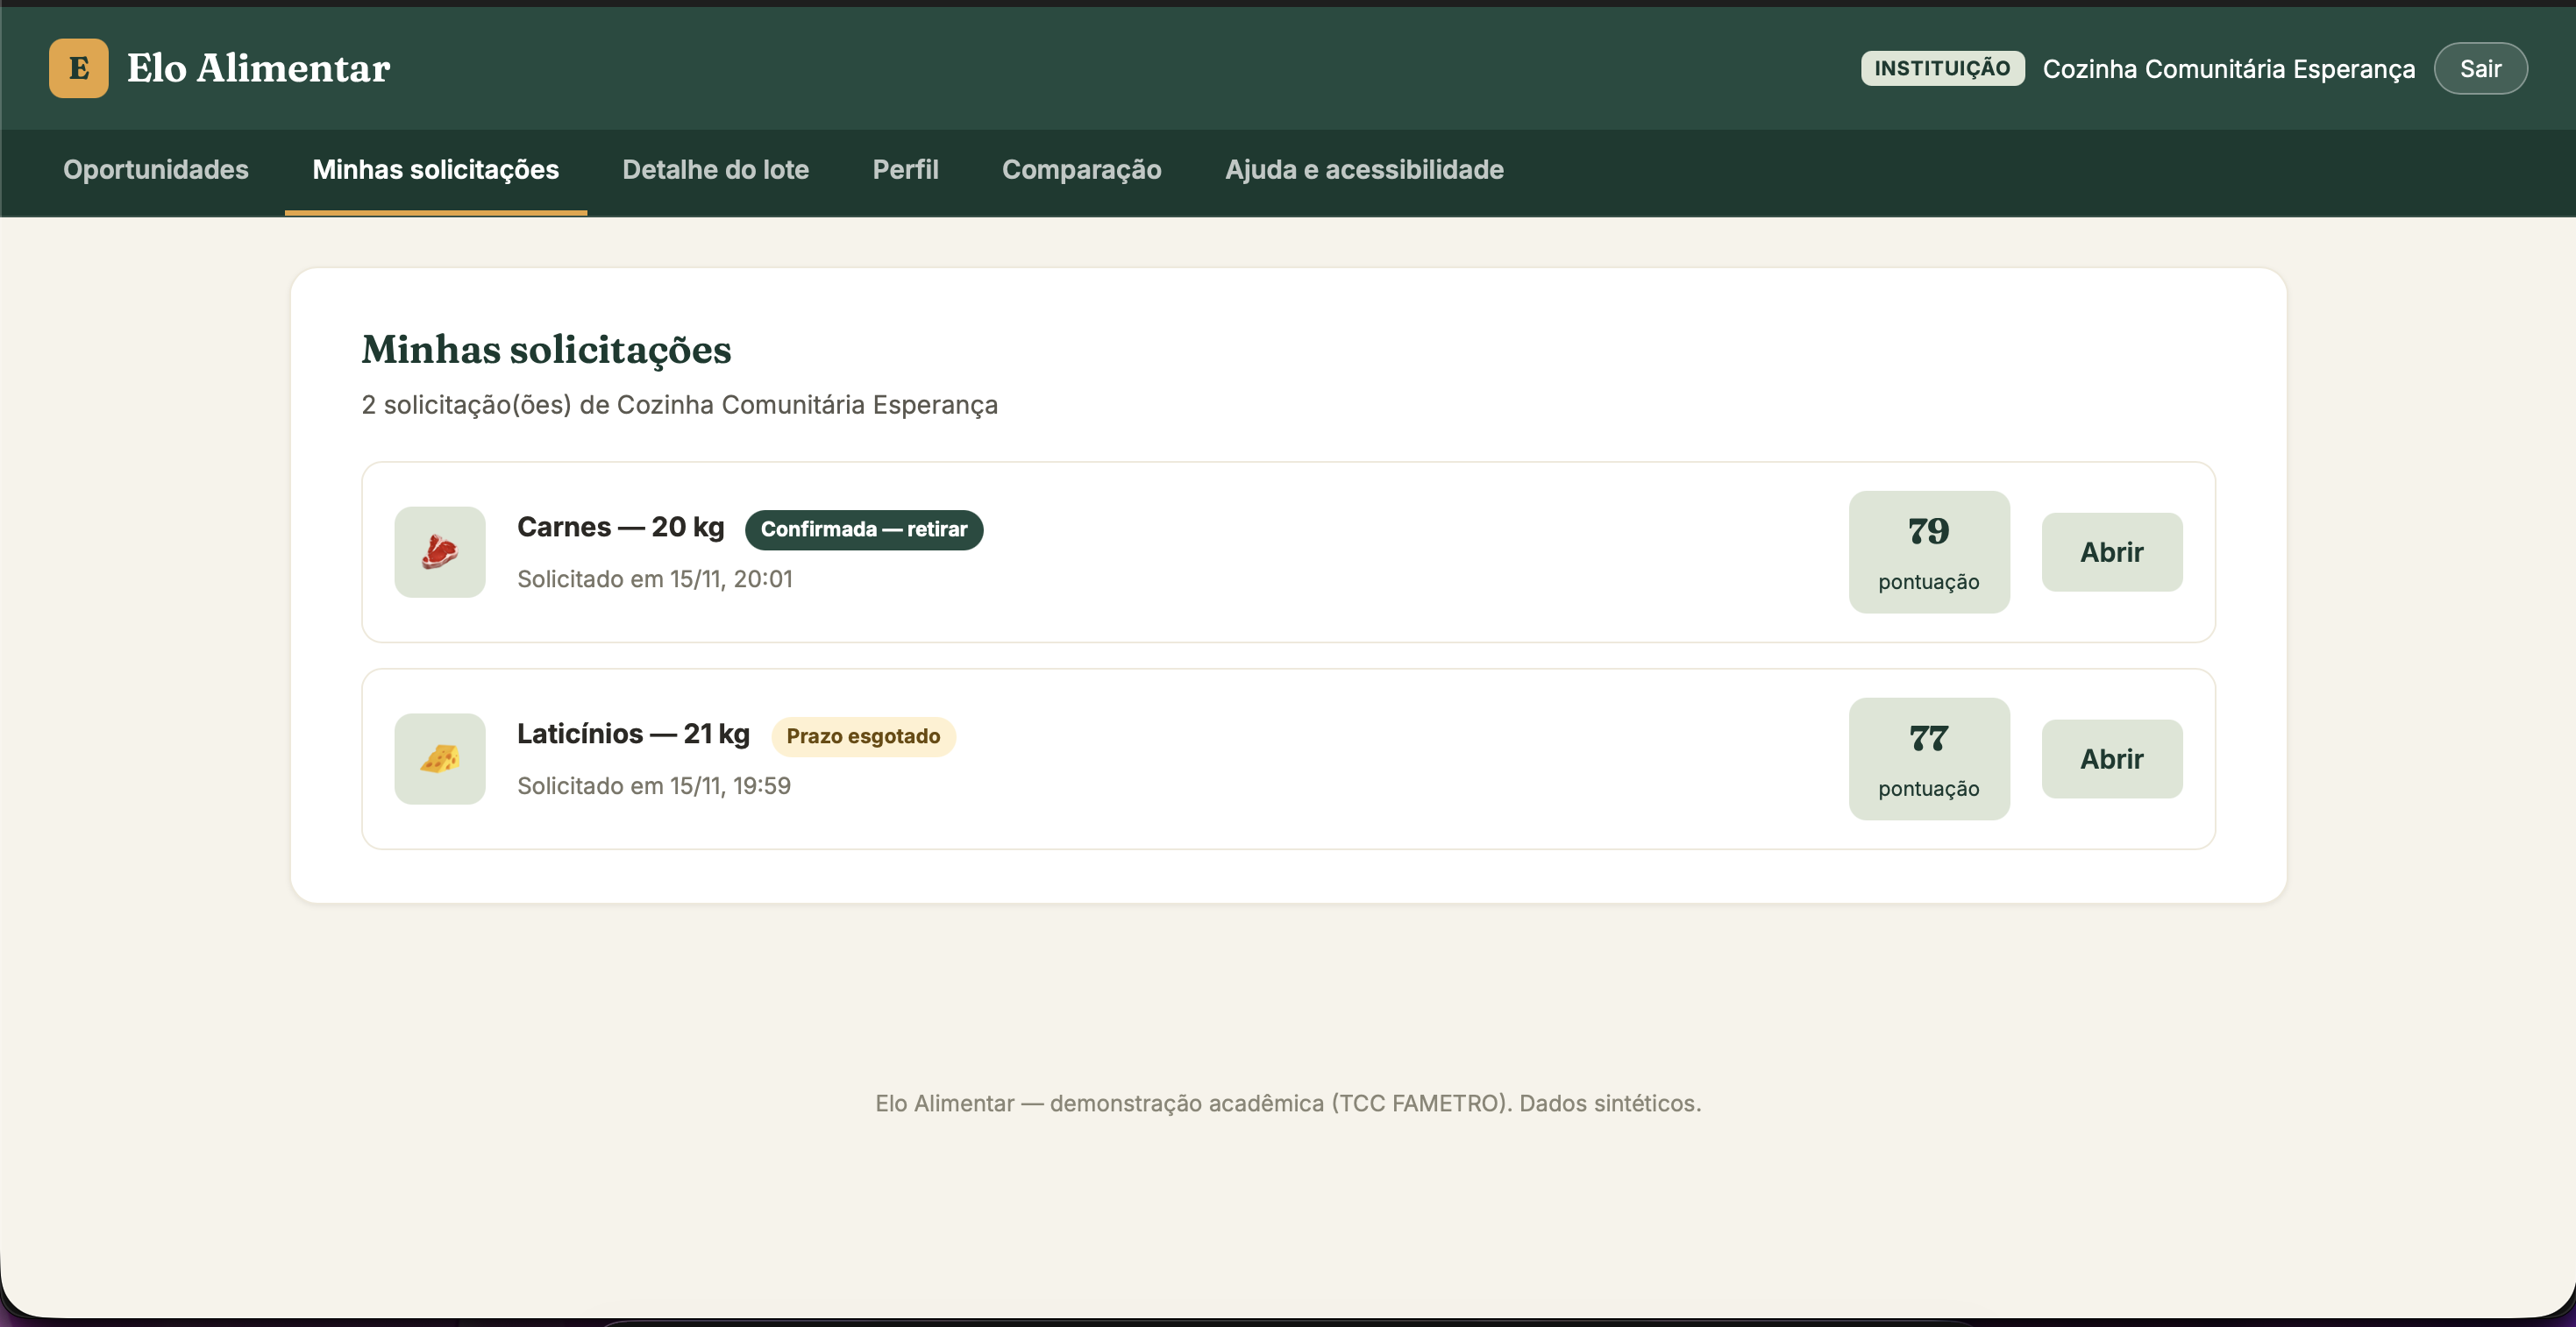 E Elo Alimentar
INSTITUIÇÃO Cozinha Comunitária Esperança Sair
Oportunidades Minhas solicitações Detalhe do lote Perfil Comparação Ajuda e acessibilidade
Minhas solicitações
2 solicitação(ões) de Cozinha Comunitária Esperança
Carnes — 20 kg Confirmada — retirar
Solicitado em 15/11, 20:01
79
pontuação
Abrir
Laticínios — 21 kg Prazo esgotado
Solicitado em 15/11, 19:59
77
pontuação
Abrir
Elo Alimentar — demonstração acadêmica (TCC FAMETRO). Dados sintéticos.